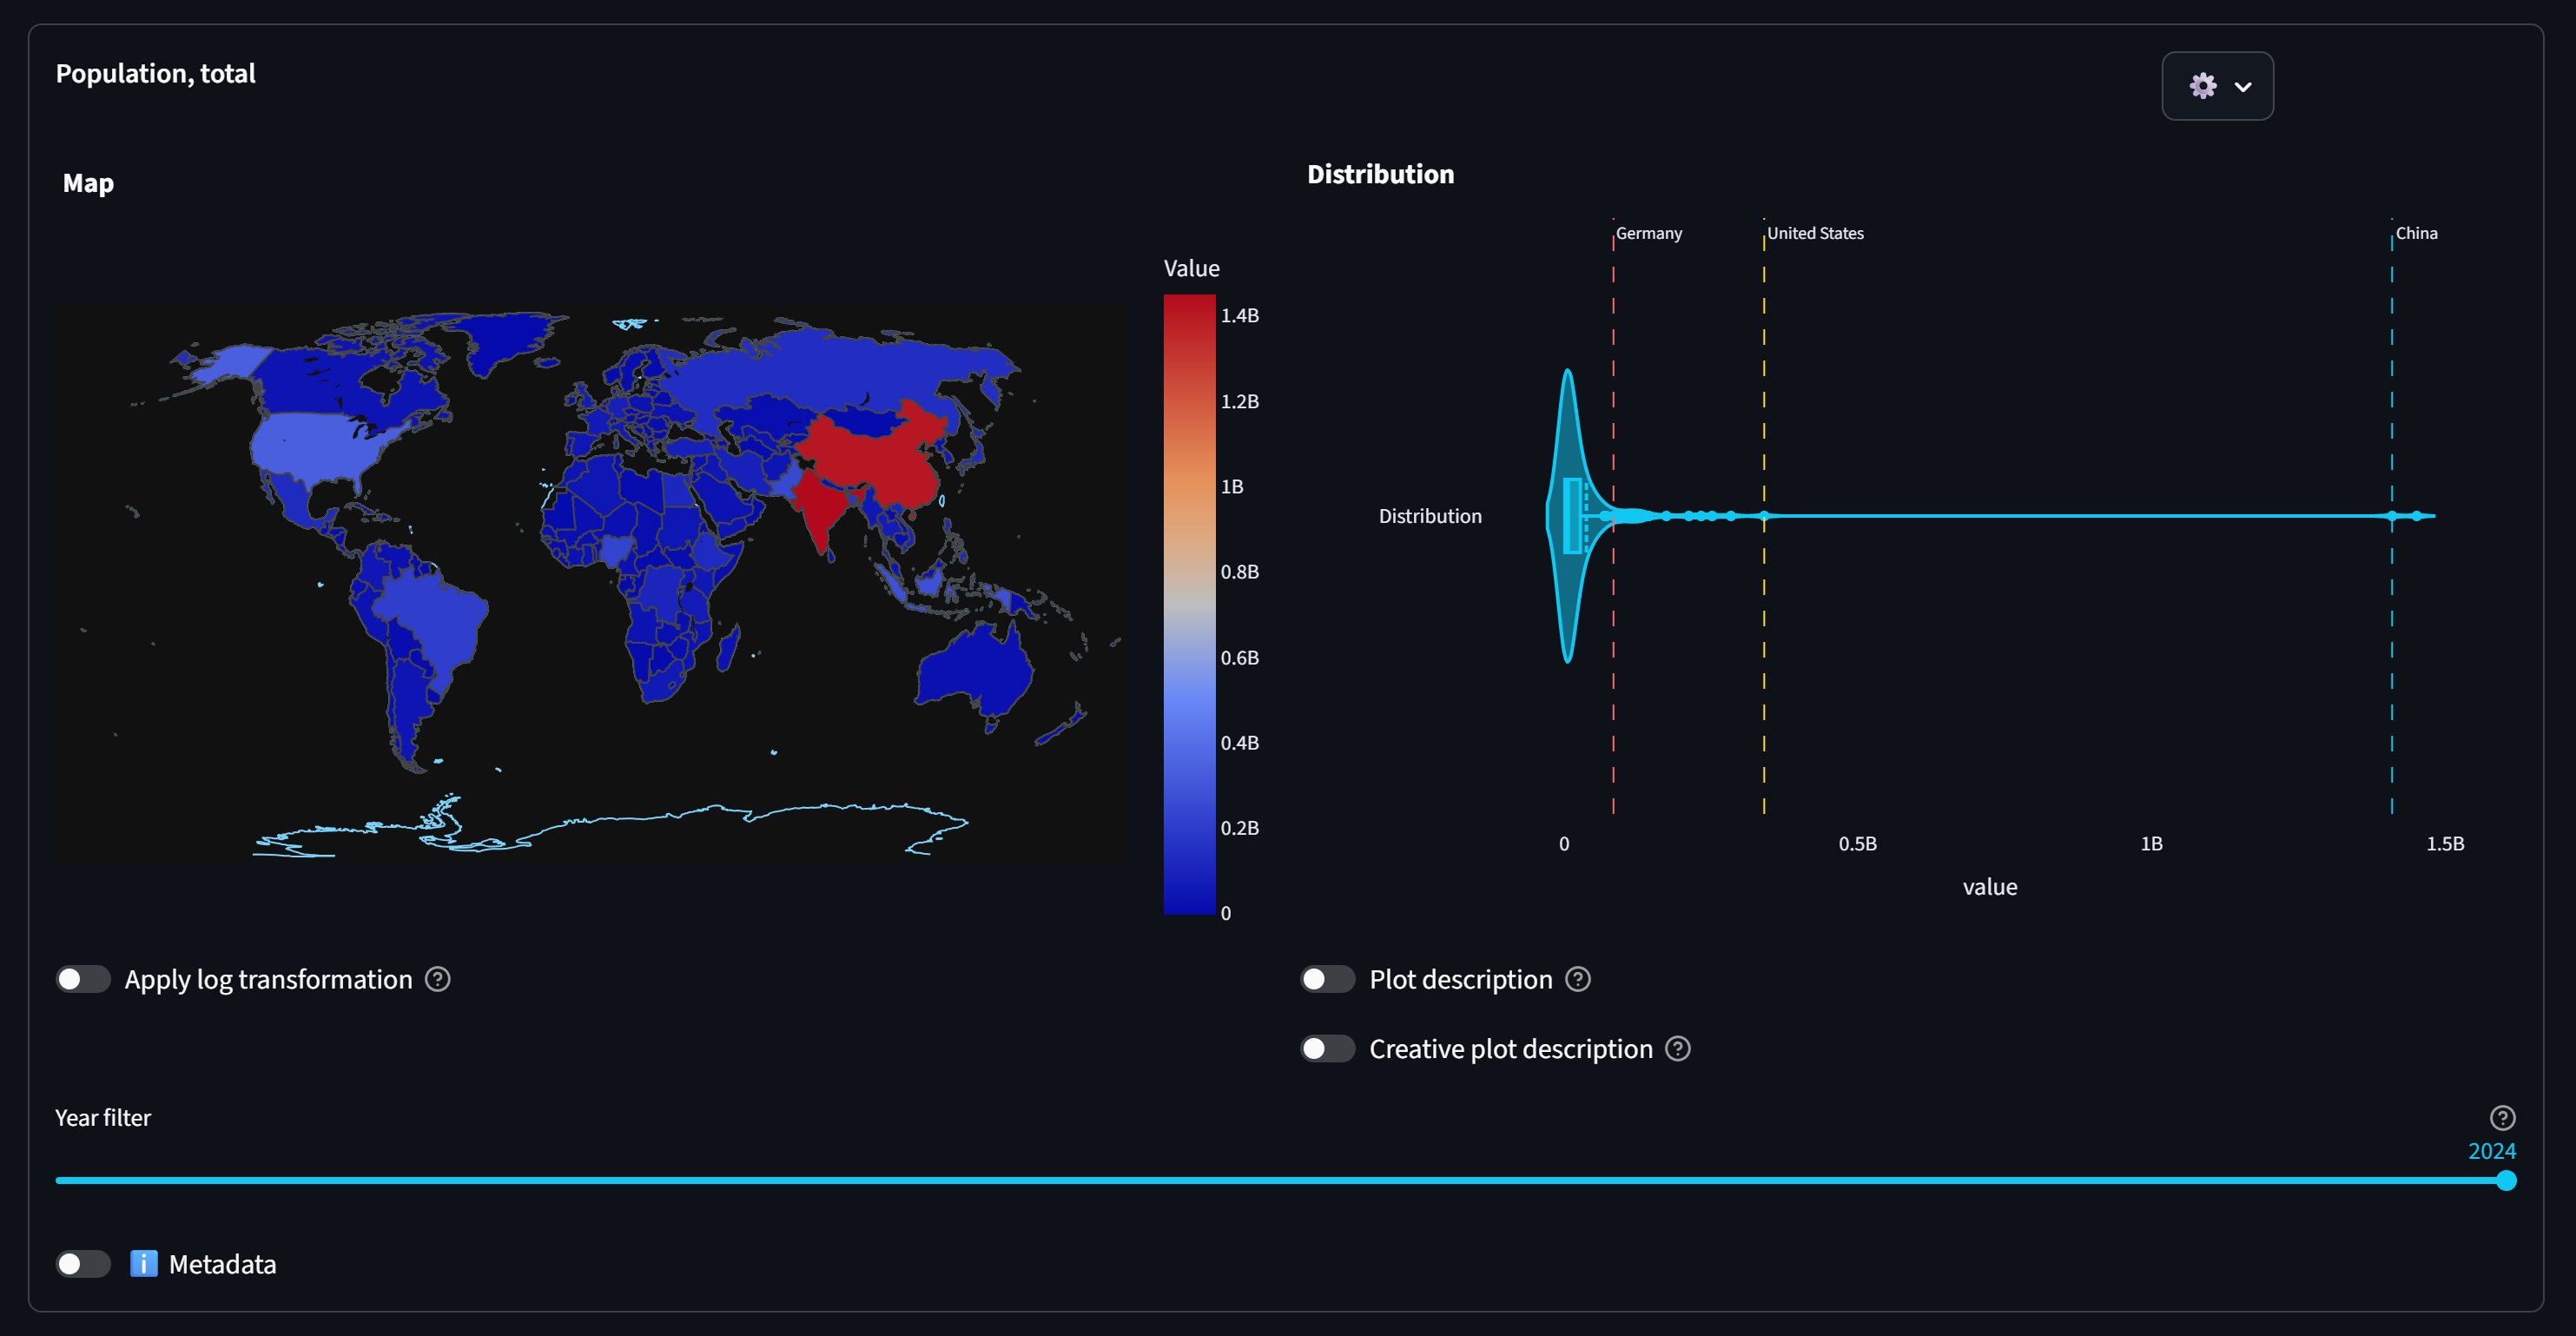 Population, total
Map
Value
1.4B
1.2B
1B
0.8B
0.6B
0.4B
0.2B
0
Apply log transformation
Distribution
Germany
United States
China
Distribution
0
0.5B
1B
1.5B
value
Plot description
Creative plot description
Year filter
2024
Metadata